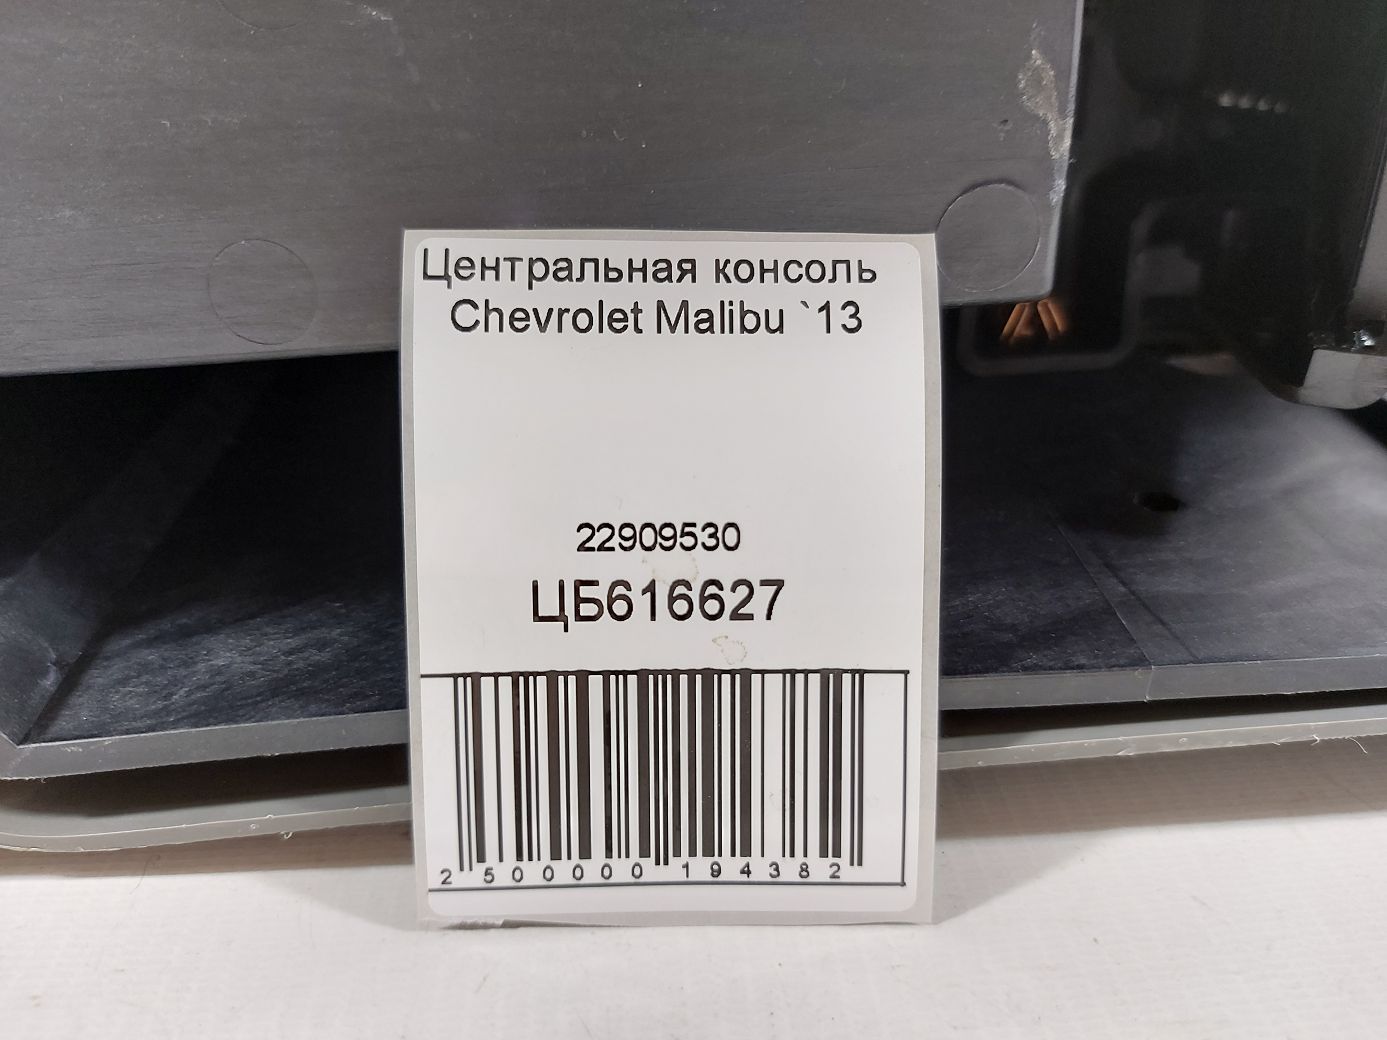 Центральная консоль
Chevrolet Malibu `13
22909530
ЦБ616627
2 500000 194382